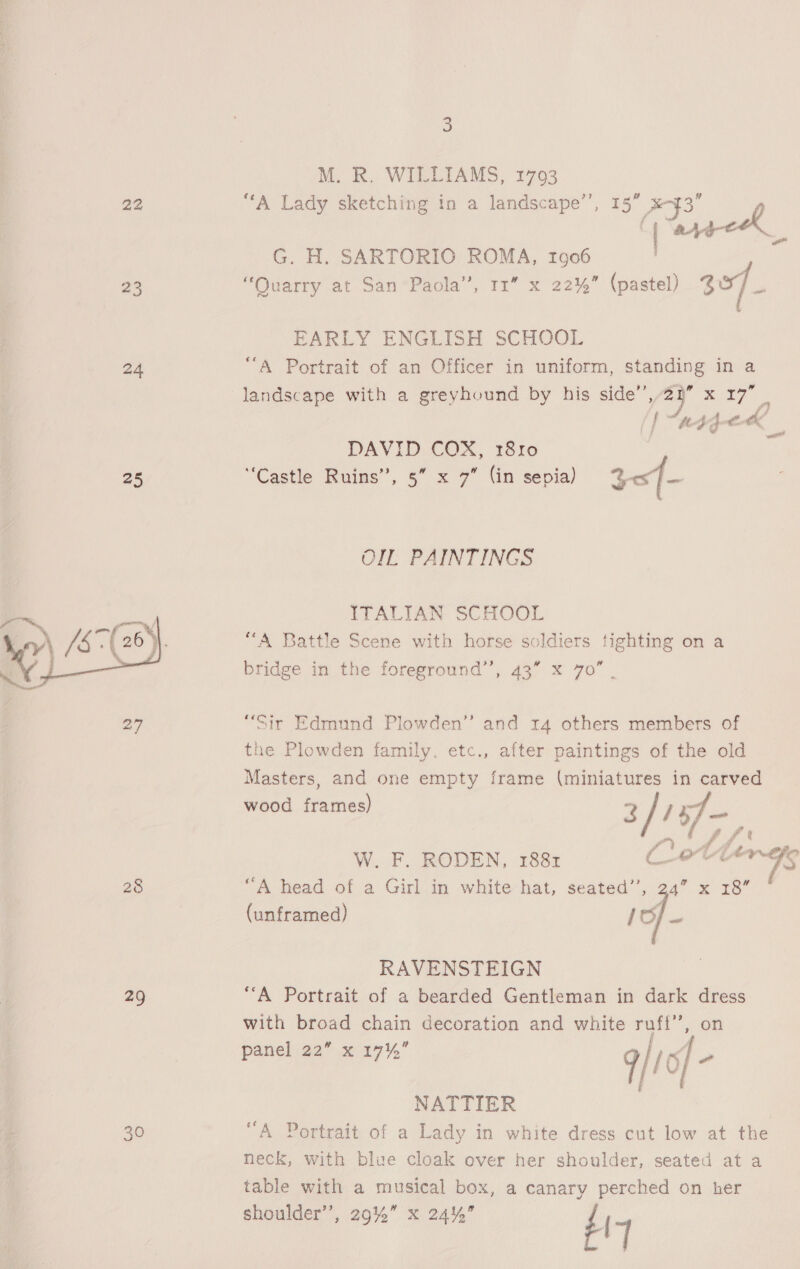 3
M. R. WILLIAMS, 1793
22 “A Lady sketching in a landscape”, 15” x 13”
G. H. SARTORIO ROMA, 1906
23 “Quarry at San Paola”, 11” x 22½” (pastel) 30/-
EARLY ENGLISH SCHOOL
24 “A Portrait of an Officer in uniform, standing in a
landscape with a greyhound by his side”, 21” x 17”
DAVID COX, 1810
25 “Castle Ruins”, 5” x 7” (in sepia) 30/-
OIL PAINTINGS
ITALIAN SCHOOL
26 “A Battle Scene with horse soldiers fighting on a
bridge in the foreground”, 43” x 70”.
27 “Sir Edmund Plowden” and 14 others members of
the Plowden family, etc., after paintings of the old
Masters, and one empty frame (miniatures in carved
wood frames) 3/15/-
W. F. RODEN, 1881
28 “A head of a Girl in white hat, seated”, 24” x 18”
(unframed) 10/-
RAVENSTEIGN
29 “A Portrait of a bearded Gentleman in dark dress
with broad chain decoration and white ruff”, on
panel 22” x 17½” 9/10/-
NATTIER
30 “A Portrait of a Lady in white dress cut low at the
neck, with blue cloak over her shoulder, seated at a
table with a musical box, a canary perched on her
shoulder”, 29½” x 24½” £17